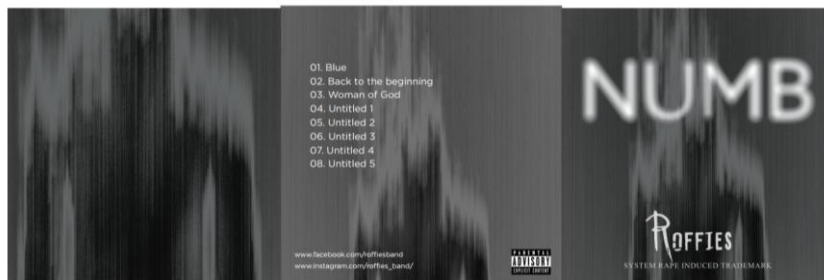 01. Blue
02. Back to the beginning
03. Woman of God
04. Untitled 1
05. Untitled 2
06. Untitled 3
07. Untitled 4
08. Untitled 5
www.facebook.com/roffiesband
www.instagram.com/roffies_band/
PARENTAL
ADVISORY
EXPLICIT CONTENT
NUMB
ROFFIES
SYSTEM RAPE INDUCED TRADEMARK